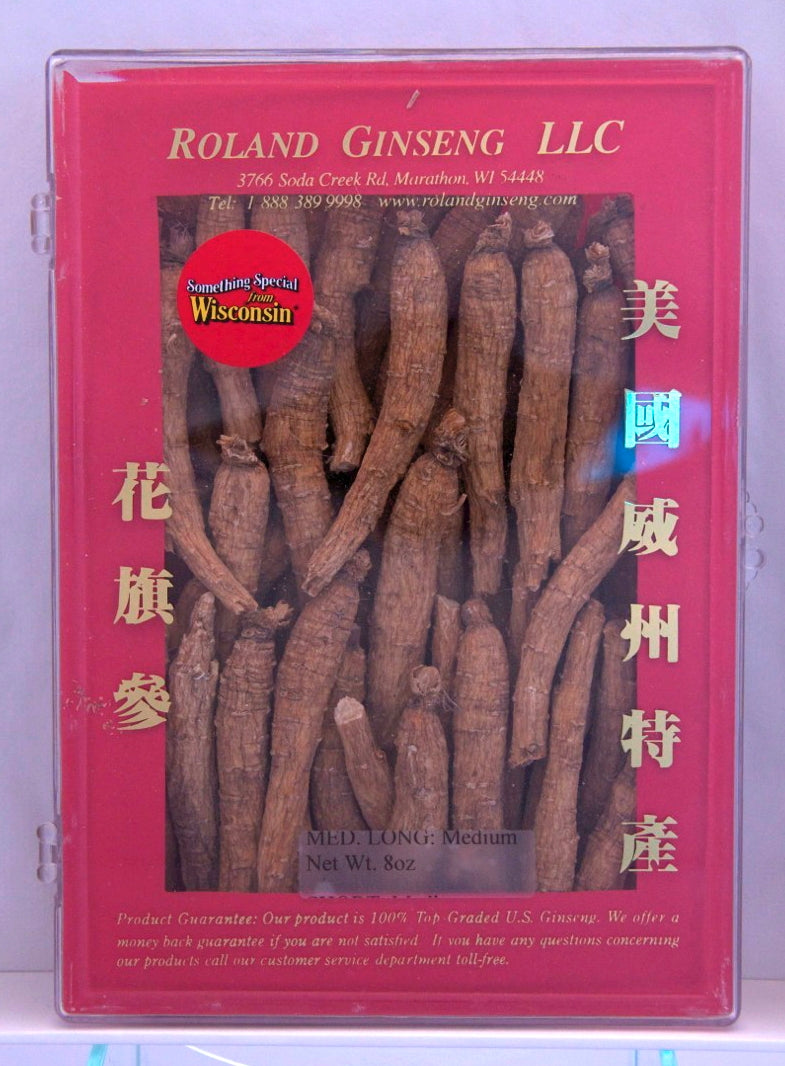 ROLAND GINSENG LLC
3766 Soda Creek Rd, Marathon, WI 54448
Tel: 1 888 389 9998 www.rolandginseng.com
Something Special
from
Wisconsin
美國威州特產
花旗參
MED. LONG: Medium
Net Wt. 8oz
Product Guarantee: Our product is 100% Top-Graded U.S. Ginseng. We offer a
money back guarantee if you are not satisfied If you have any questions concerning
our products call our customer service department toll-free.